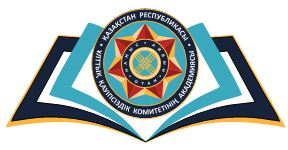 ҚАЗАҚСТАН РЕСПУБЛИКАСЫ
ҰЛТТЫҚ ҚАУІПСІЗДІК КОМИТЕТІНІҢ АКАДЕМИЯСЫ